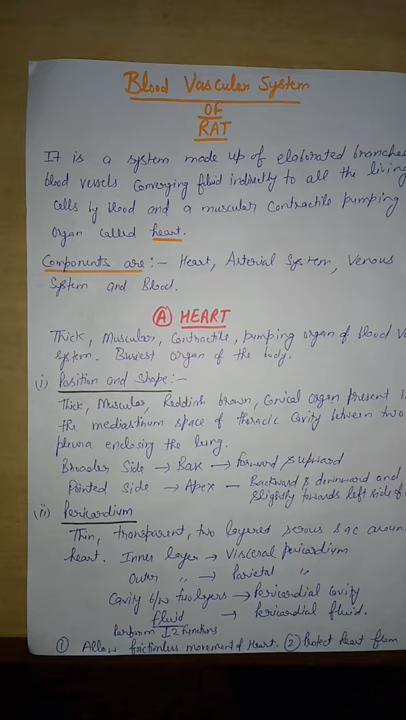 Blood Vascular System
OF
RAT
It is a system made up of elaborated branched
blood vessels converging fluid indirectly to all the living
cells by blood and a muscular contractile pumping
organ called heart.
Components are:- Heart, Arterial System, Venous
System and Blood.
(A) HEART
Thick, Muscular, Contractile, pumping organ of blood va
System. Busiest organ of the body.
(i) Position and Shape:-
Thick, Muscular, Reddish brown, Conical organ present i
the mediastinum space of thoracic cavity between two
pleura enclosing the lung.
Broader Side → Base → forward & upward
Pointed Side → Apex — Backward & downward and
slightly towards left side of
(ii) Pericardium
Thin, transparent, two layered serous sac aroun
heart. Inner layer → Visceral pericardium
Outer " → Parietal "
Cavity b/w two layers → Pericardial cavity
fluid → Pericardial fluid.
Perform 12 functions
(1) Allow frictionless movement of Heart. (2) Protect heart from